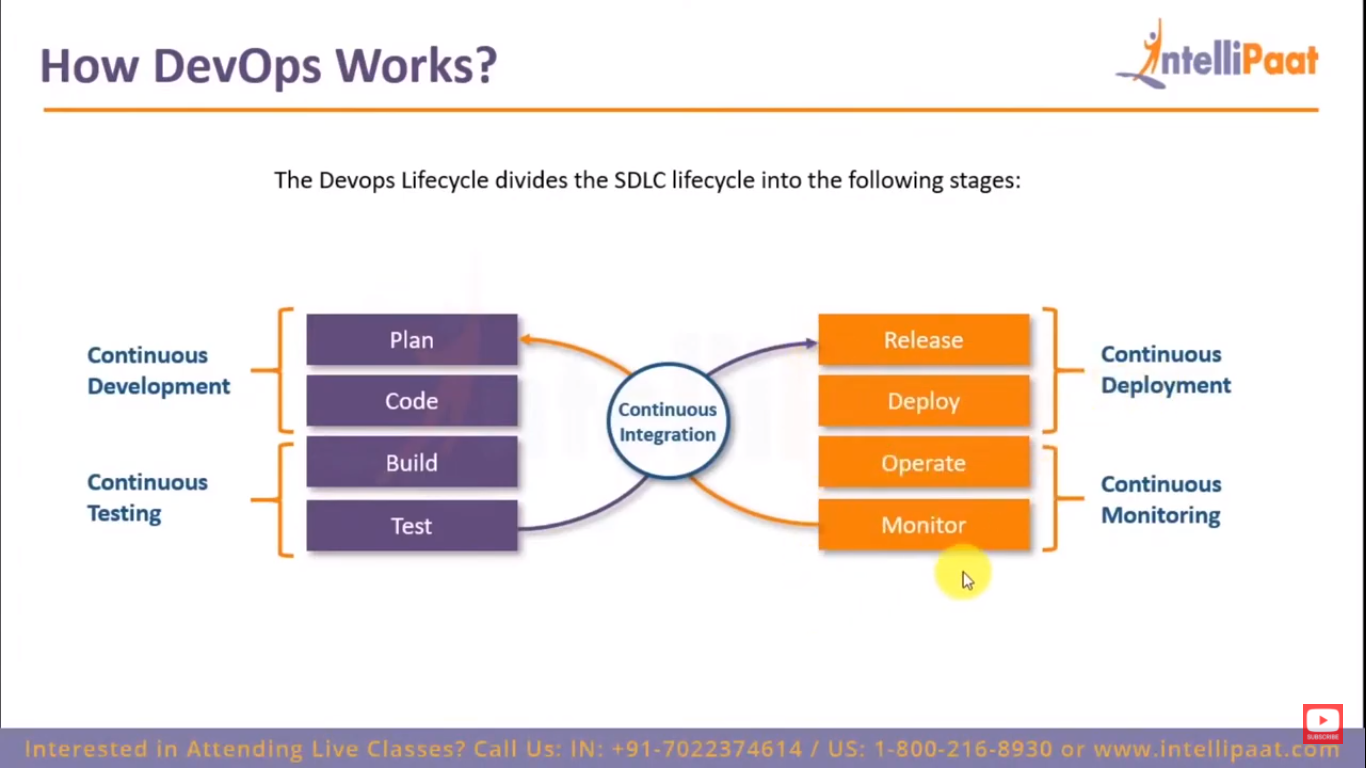 How DevOps Works?
IntelliPaat
The Devops Lifecycle divides the SDLC lifecycle into the following stages:
Continuous
Development
Plan
Code
Continuous
Testing
Build
Test
Continuous
Integration
Release
Deploy
Continuous
Deployment
Operate
Monitor
Continuous
Monitoring
SUBSCRIBE
Interested in Attending Live Classes? Call Us: IN: +91-7022374614 / US: 1-800-216-8930 or www.intellipaat.com